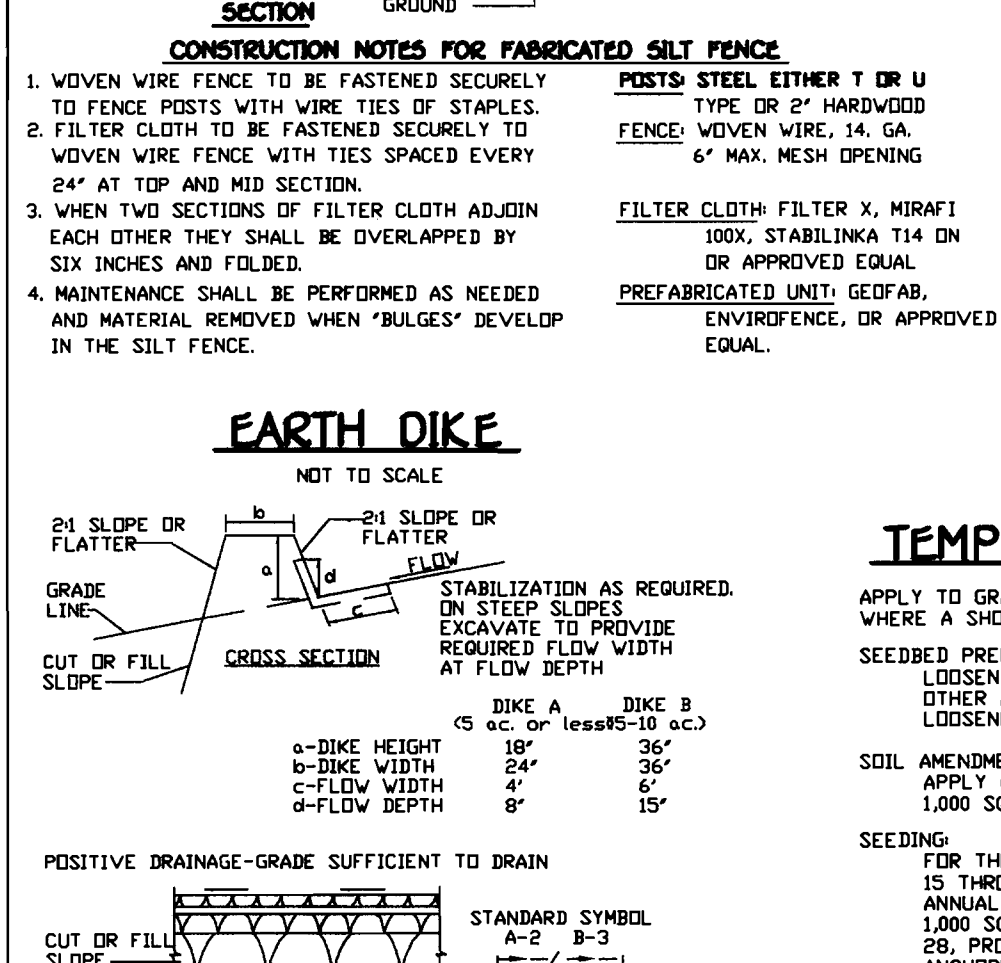 SECTION
GROUND
CONSTRUCTION NOTES FOR FABRICATED SILT FENCE
1. WOVEN WIRE FENCE TO BE FASTENED SECURELY
TO FENCE POSTS WITH WIRE TIES OF STAPLES.
2. FILTER CLOTH TO BE FASTENED SECURELY TO
WOVEN WIRE FENCE WITH TIES SPACED EVERY
24" AT TOP AND MID SECTION.
3. WHEN TWO SECTIONS OF FILTER CLOTH ADJOIN
EACH OTHER THEY SHALL BE OVERLAPPED BY
SIX INCHES AND FOLDED.
4. MAINTENANCE SHALL BE PERFORMED AS NEEDED
AND MATERIAL REMOVED WHEN "BULGES" DEVELOP
IN THE SILT FENCE.
POSTS: STEEL EITHER T OR U
TYPE OR 2" HARDWOOD
FENCE: WOVEN WIRE, 14. GA.
6" MAX. MESH OPENING
FILTER CLOTH: FILTER X, MIRAFI
100X, STABILINKA T14 ON
OR APPROVED EQUAL
PREFABRICATED UNIT: GEOFAB,
ENVIROFENCE, OR APPROVED
EQUAL.
EARTH DIKE
NOT TO SCALE
2:1 SLOPE OR
FLATTER
b
2:1 SLOPE OR
FLATTER
a
d
FLOW
c
GRADE
LINE
CUT OR FILL
SLOPE
CROSS SECTION
STABILIZATION AS REQUIRED.
ON STEEP SLOPES
EXCAVATE TO PROVIDE
REQUIRED FLOW WIDTH
AT FLOW DEPTH
DIKE A DIKE B
(5 ac. or less) (5-10 ac.)
a-DIKE HEIGHT 18" 36"
b-DIKE WIDTH 24" 36"
c-FLOW WIDTH 4' 6'
d-FLOW DEPTH 8" 15"
POSITIVE DRAINAGE-GRADE SUFFICIENT TO DRAIN
CUT OR FILL
SLOPE
STANDARD SYMBOL
A-2 B-3
TEMP
APPLY TO GRA
WHERE A SHO
SEEDBED PRE
LOOSEN
OTHER
LOOSEN
SOIL AMENDME
APPLY
1,000 S
SEEDING:
FOR TH
15 THR
ANNUAL
1,000 S
28, PRO